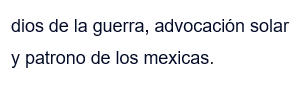 dios de la guerra, advocación solar
y patrono de los mexicas.